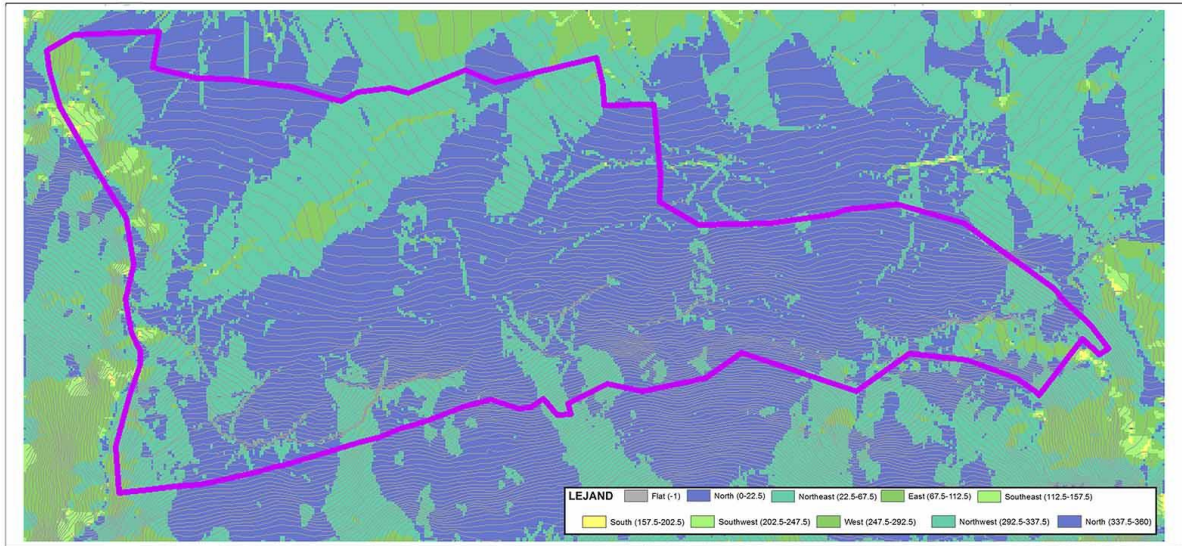 LEJAND Flat (-1) North (0-22.5) Northeast (22.5-67.5) East (67.5-112.5) Southeast (112.5-157.5)
South (157.5-202.5) Southwest (202.5-247.5) West (247.5-292.5) Northwest (292.5-337.5) North (337.5-360)